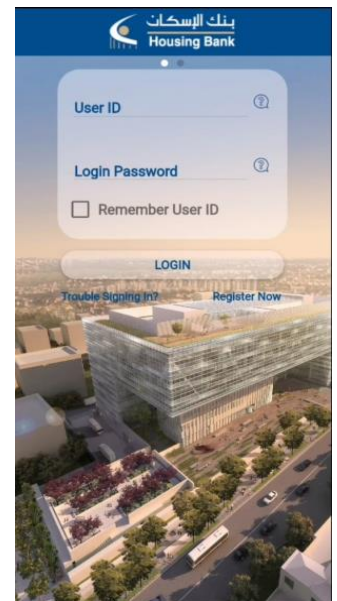 بنك الإسكان
Housing Bank
User ID
Login Password
Remember User ID
LOGIN
Trouble Signing In?
Register Now